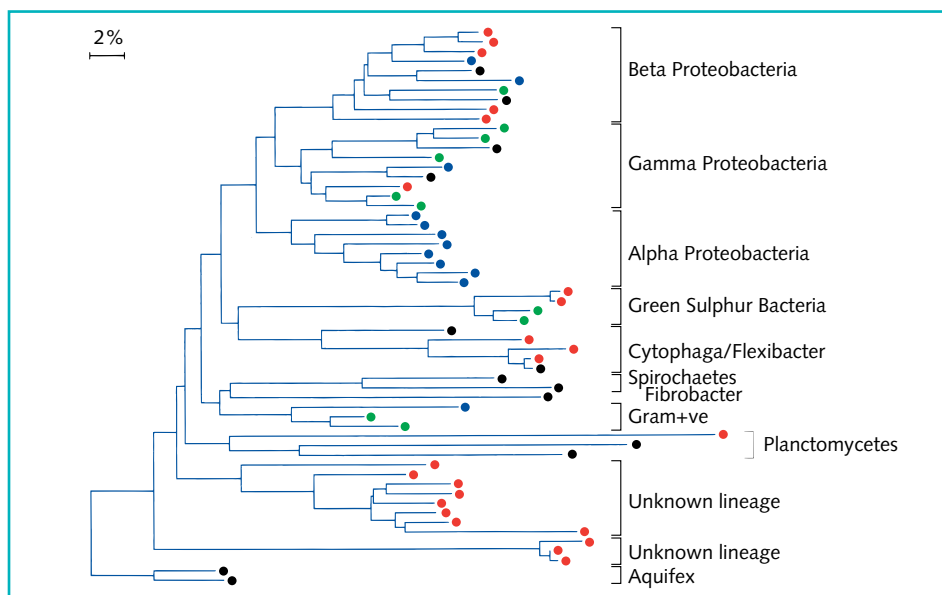 2%
Beta Proteobacteria
Gamma Proteobacteria
Alpha Proteobacteria
Green Sulphur Bacteria
Cytophaga/Flexibacter
Spirochaetes
Fibrobacter
Gram+ve
Planctomycetes
Unknown lineage
Unknown lineage
Aquifex